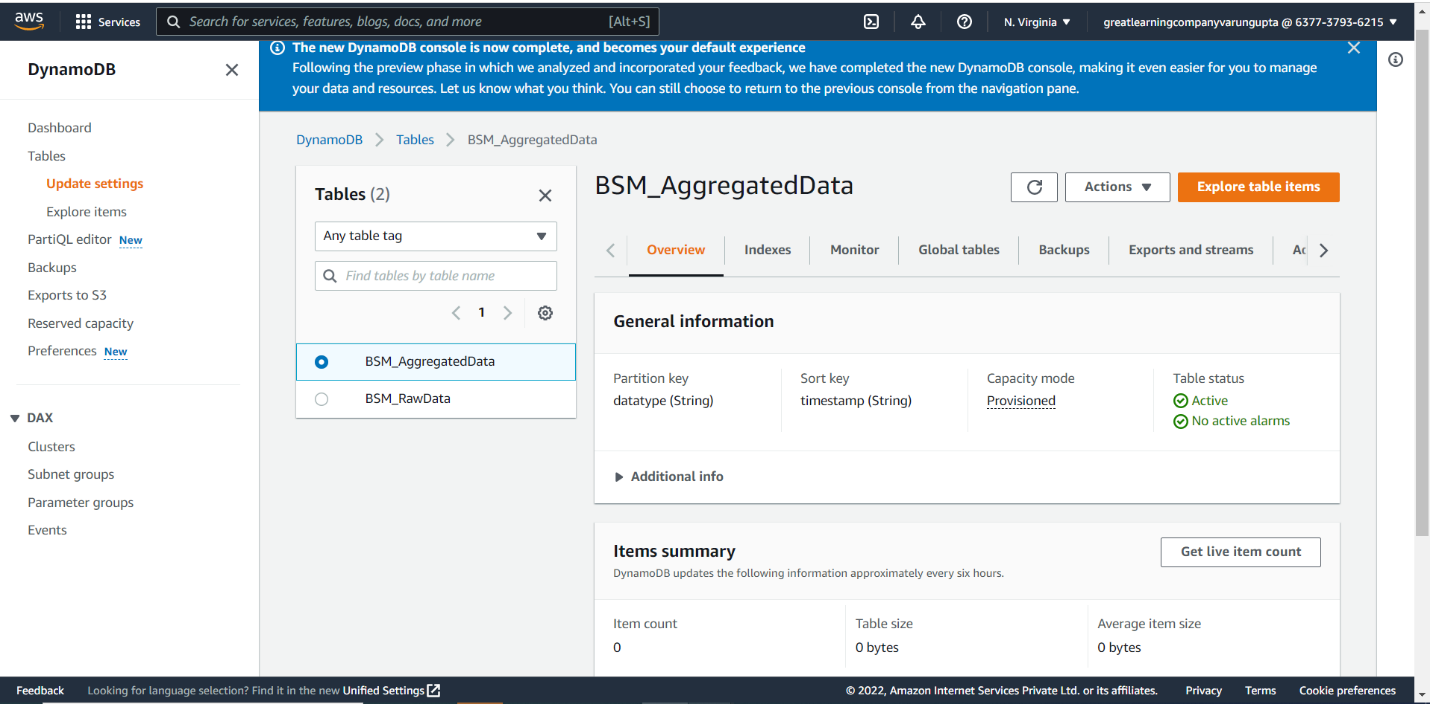 aws
Services
Search for services, features, blogs, docs, and more
[Alt+S]
N. Virginia
greatlearningcompanyvarungupta @ 6377-3793-6215
DynamoDB
Dashboard
Tables
Update settings
Explore items
PartiQL editor New
Backups
Exports to S3
Reserved capacity
Preferences New
DAX
Clusters
Subnet groups
Parameter groups
Events
The new DynamoDB console is now complete, and becomes your default experience
Following the preview phase in which we analyzed and incorporated your feedback, we have completed the new DynamoDB console, making it even easier for you to manage
your data and resources. Let us know what you think. You can still choose to return to the previous console from the navigation pane.
DynamoDB
Tables
BSM_AggregatedData
Tables (2)
Any table tag
Find tables by table name
1
BSM_AggregatedData
BSM_RawData
BSM_AggregatedData
Actions
Explore table items
Overview
Indexes
Monitor
Global tables
Backups
Exports and streams
General information
Partition key
datatype (String)
Sort key
timestamp (String)
Capacity mode
Provisioned
Table status
Active
No active alarms
Additional info
Items summary
DynamoDB updates the following information approximately every six hours.
Get live item count
Item count
0
Table size
0 bytes
Average item size
0 bytes
Feedback
Looking for language selection? Find it in the new Unified Settings
© 2022, Amazon Internet Services Private Ltd. or its affiliates.
Privacy
Terms
Cookie preferences